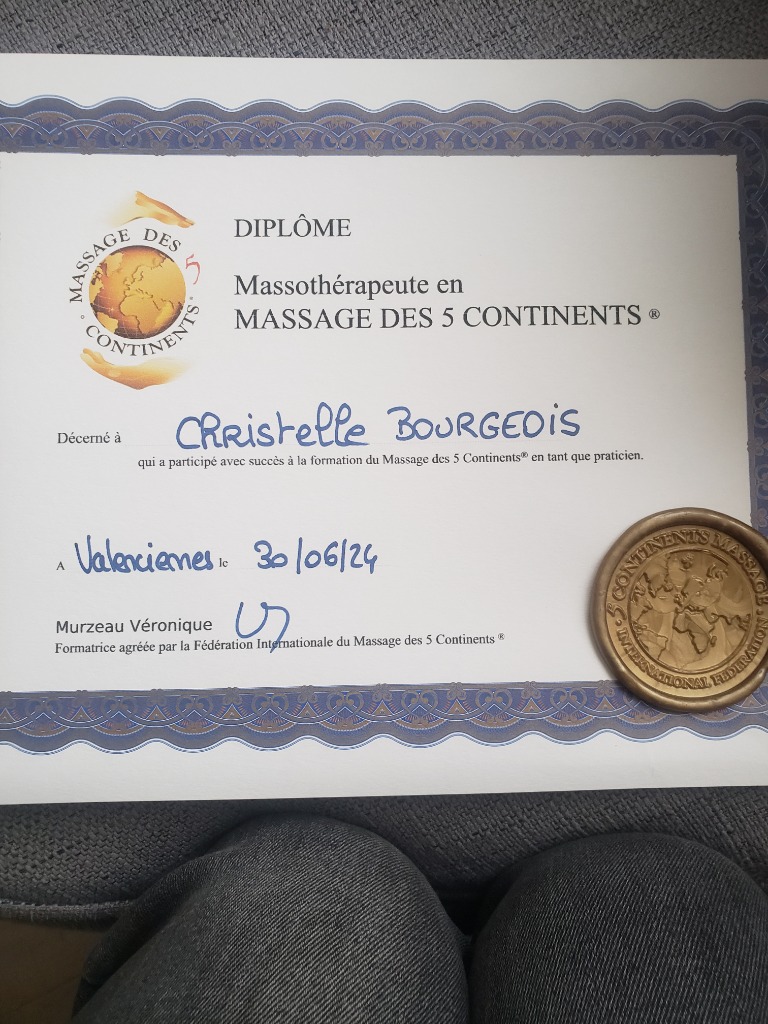 MASSAGE DES 5
CONTINENTS
DIPLÔME
Massothérapeute en
MASSAGE DES 5 CONTINENTS ®
Décerné à Christelle BOURGEOIS
qui a participé avec succès à la formation du Massage des 5 Continents® en tant que praticien.
A Valenciennes le 30/06/24
Murzeau Véronique
Formatrice agréée par la Fédération Internationale du Massage des 5 Continents ®
5 CONTINENTS MASSAGE
INTERNATIONAL FEDERATION